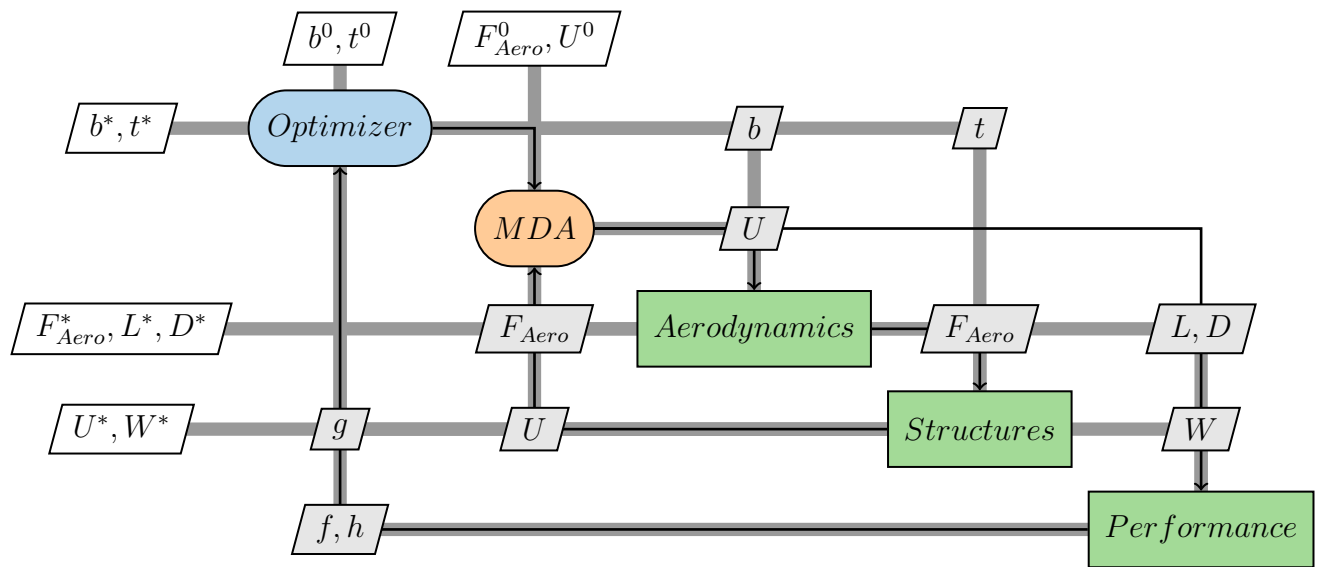 b⁰, t⁰
F⁰_Aero, U⁰
b*, t*
Optimizer
b
t
MDA
U
F*_Aero, L*, D*
F_Aero
Aerodynamics
F_Aero
L, D
U*, W*
g
U
Structures
W
f, h
Performance